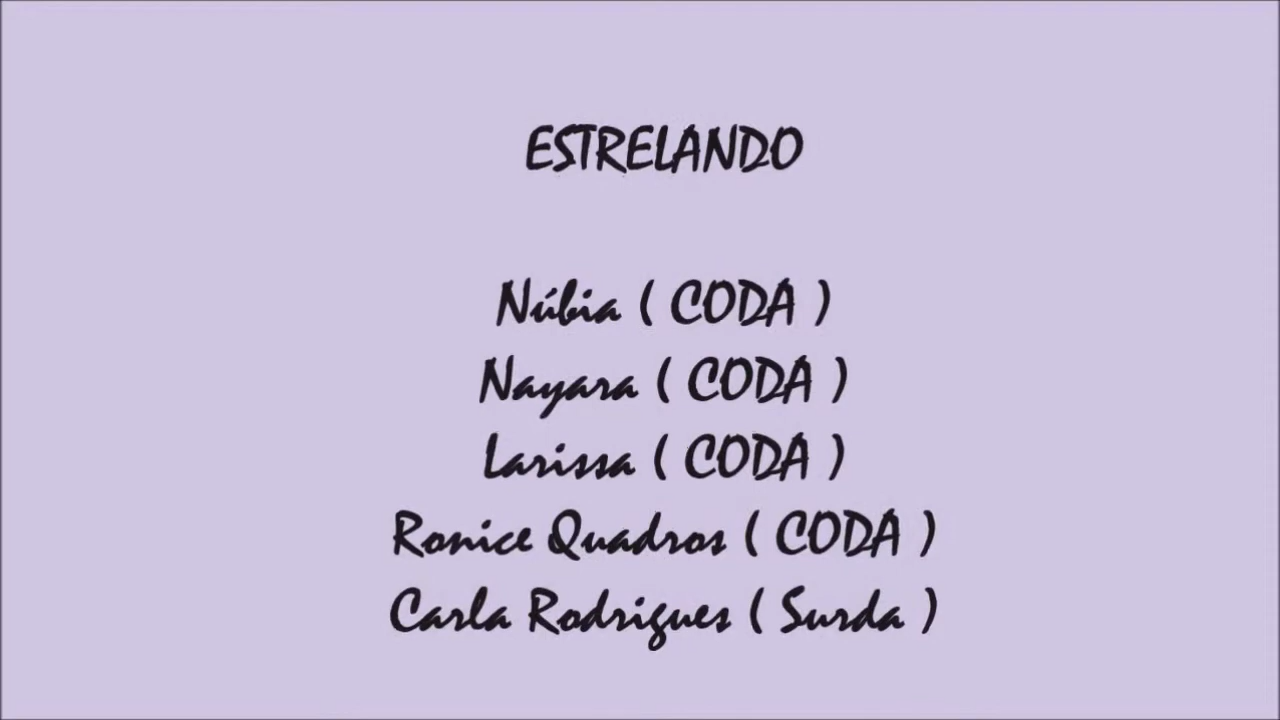 ESTRELANDO
Núbia ( CODA )
Nayara ( CODA )
Larissa ( CODA )
Ronice Quadros ( CODA )
Carla Rodrigues ( Surda )